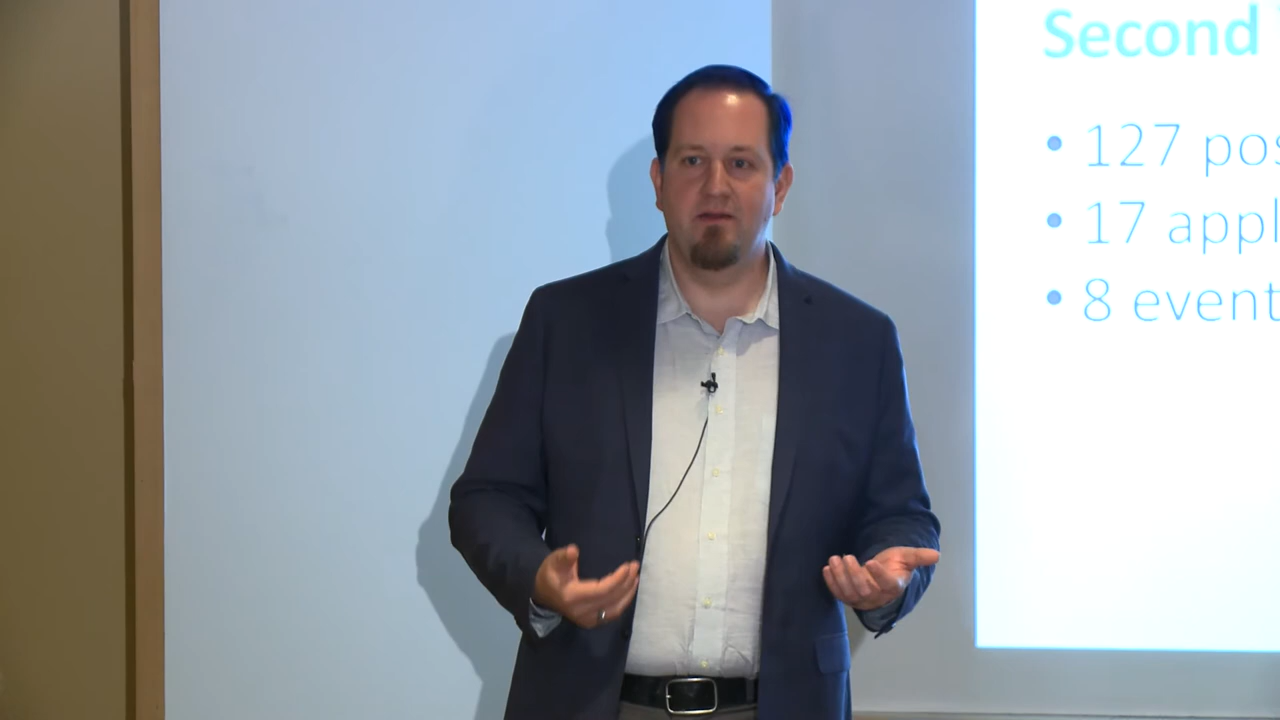 Second
• 127 pos
• 17 appl
• 8 event